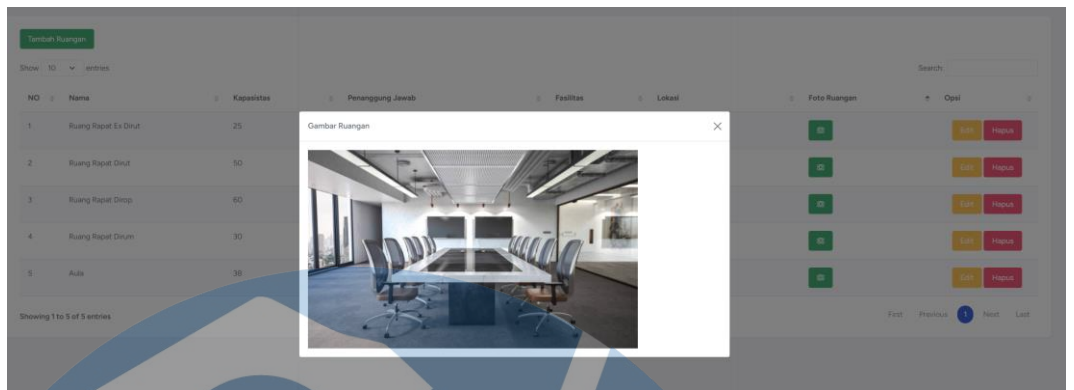 Tambah Ruangan
Show 10 entries Search:
NO Nama Kapasistas Penanggung Jawab Fasilitas Lokasi Foto Ruangan Opsi
Gambar Ruangan
1 Ruang Rapat Ex Dirut 25 Edit Hapus
2 Ruang Rapat Dirut 50 Edit Hapus
3 Ruang Rapat Dirop 60 Edit Hapus
4 Ruang Rapat Dirum 30 Edit Hapus
5 Aula 38 Edit Hapus
Showing 1 to 5 of 5 entries First Previous 1 Next Last